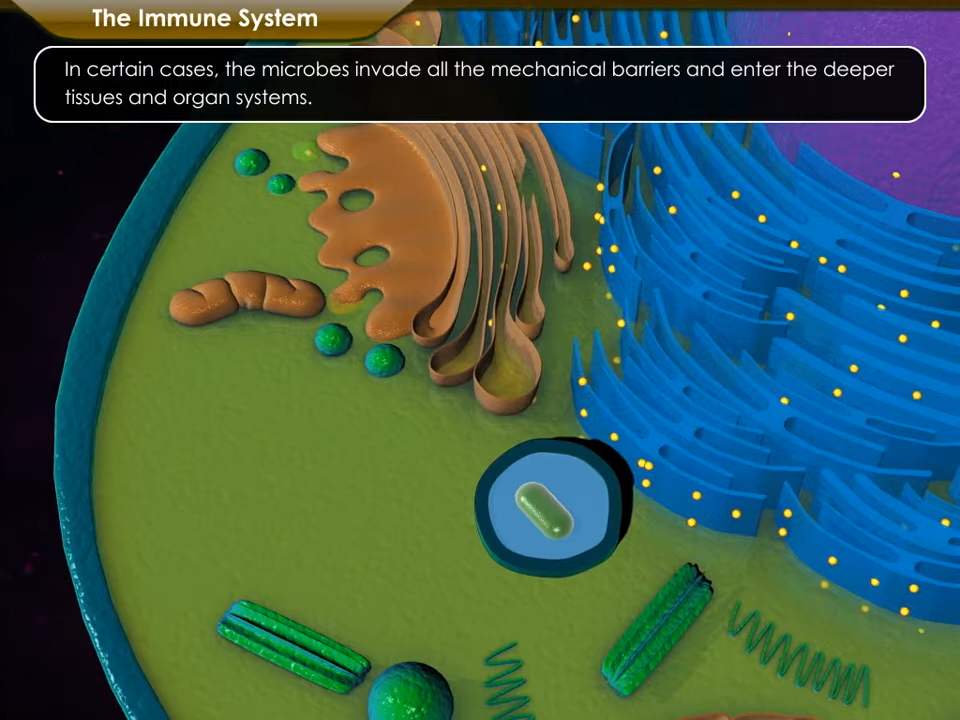 The Immune System
In certain cases, the microbes invade all the mechanical barriers and enter the deeper
tissues and organ systems.